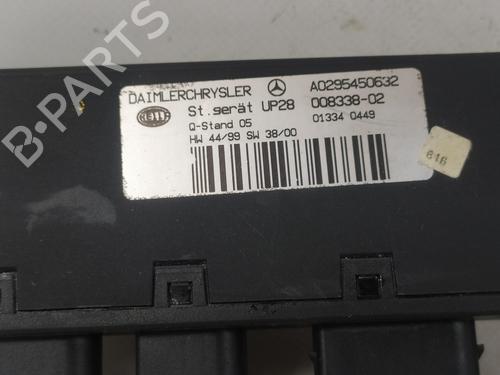 DAIMLERCHRYSLER A0295450632
HELLA St.gerät UP28 008338-02
Q-Stand 05 01334 0449
HW 44/99 SW 38/00
646
B-PARTS